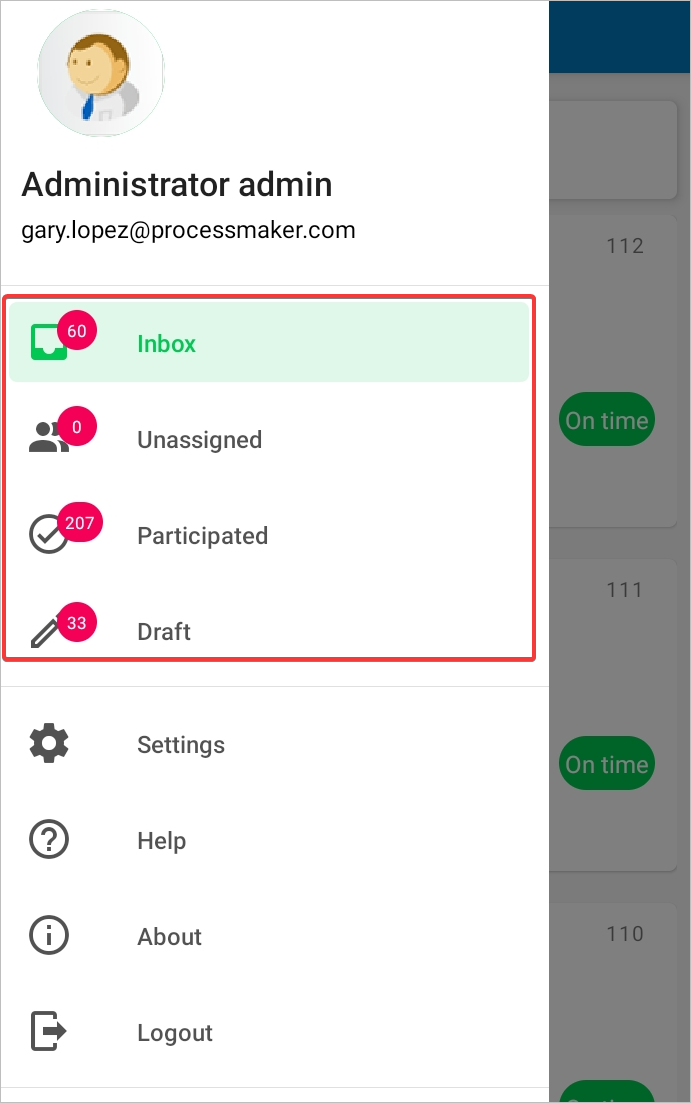 Administrator admin
gary.lopez@processmaker.com
60
Inbox
0
Unassigned
207
Participated
33
Draft
Settings
Help
About
Logout
112
On time
111
On time
110